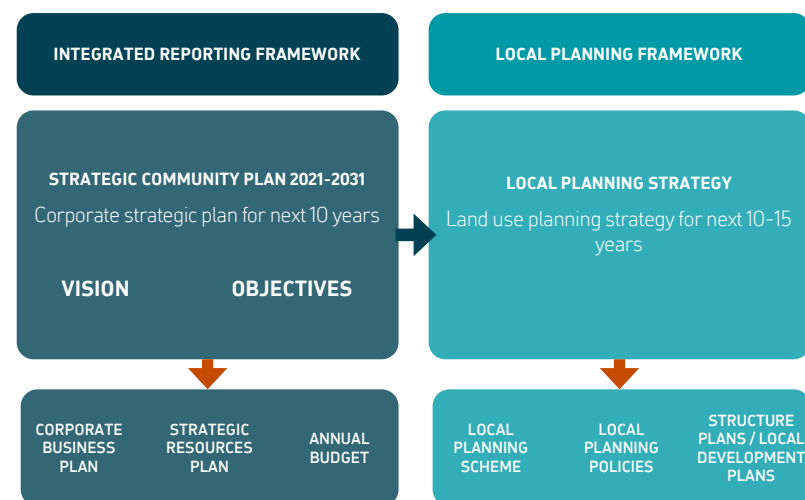 INTEGRATED REPORTING FRAMEWORK
LOCAL PLANNING FRAMEWORK
STRATEGIC COMMUNITY PLAN 2021-2031
Corporate strategic plan for next 10 years
VISION
OBJECTIVES
LOCAL PLANNING STRATEGY
Land use planning strategy for next 10-15
years
CORPORATE
BUSINESS
PLAN
STRATEGIC
RESOURCES
PLAN
ANNUAL
BUDGET
LOCAL
PLANNING
SCHEME
LOCAL
PLANNING
POLICIES
STRUCTURE
PLANS / LOCAL
DEVELOPMENT
PLANS